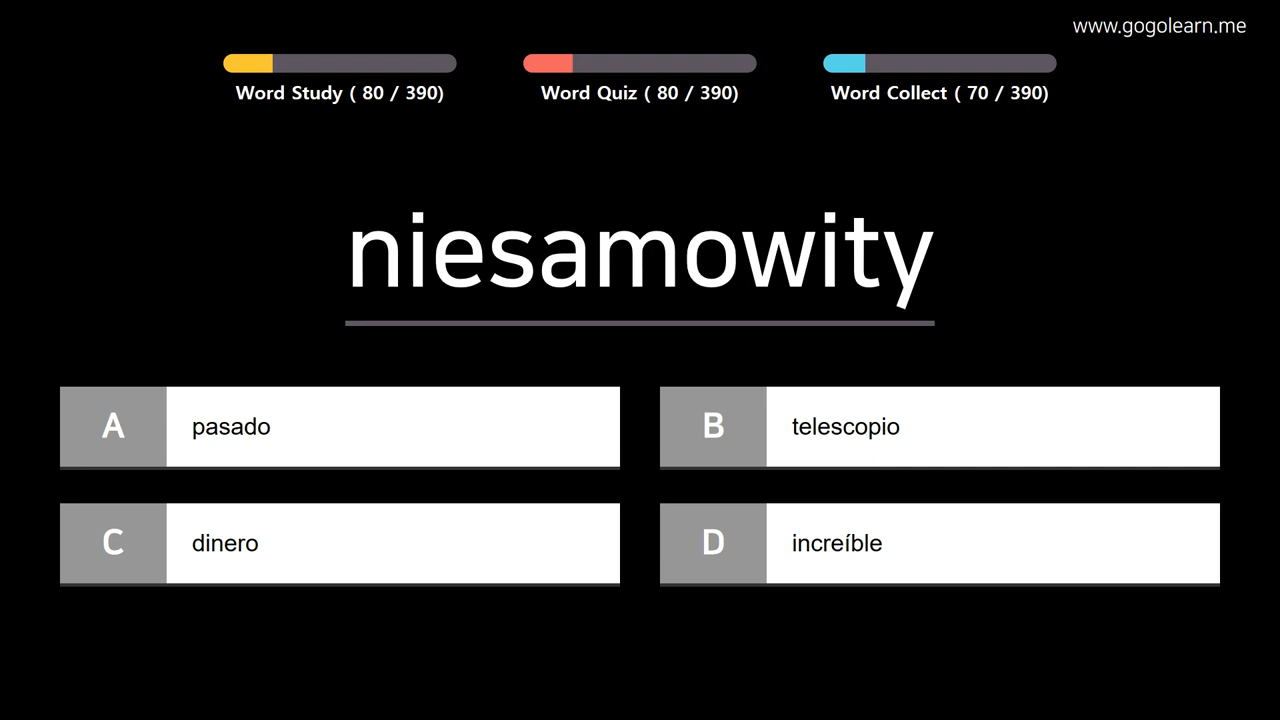 www.gogolearn.me
Word Study ( 80 / 390)
Word Quiz ( 80 / 390)
Word Collect ( 70 / 390)
niesamowity
A pasado
B telescopio
C dinero
D increíble